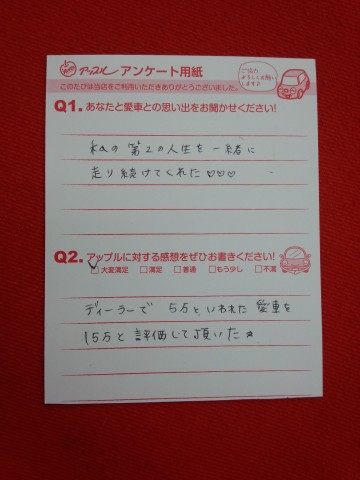 アップル アンケート用紙
このたびは当店をご利用いただきありがとうございました。
ご協力
よろしくお願い
します♪
Q1. あなたと愛車との思い出をお聞かせください!
私の 第2の人生を 一緒に
走り続けてくれた ♡♡♡
Q2. アップルに対する感想をぜひお書きください!
☑大変満足 □満足 □普通 □もう少し □不満
ディーラーで 5万といわれた 愛車を
15万と 評価して頂いた☆